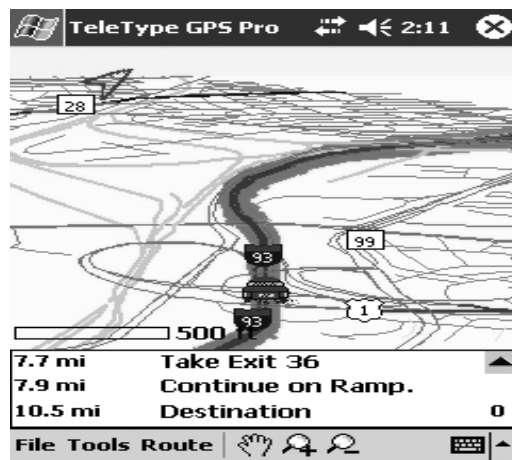 TeleType GPS Pro 2:11
28
93
99
93
1
500 ft
7.7 mi Take Exit 36
7.9 mi Continue on Ramp.
10.5 mi Destination 0
File Tools Route